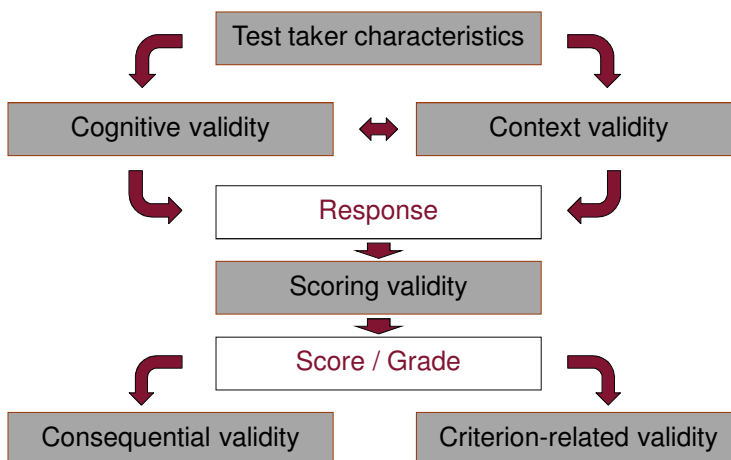 Test taker characteristics
Cognitive validity
Context validity
Response
Scoring validity
Score / Grade
Consequential validity
Criterion-related validity